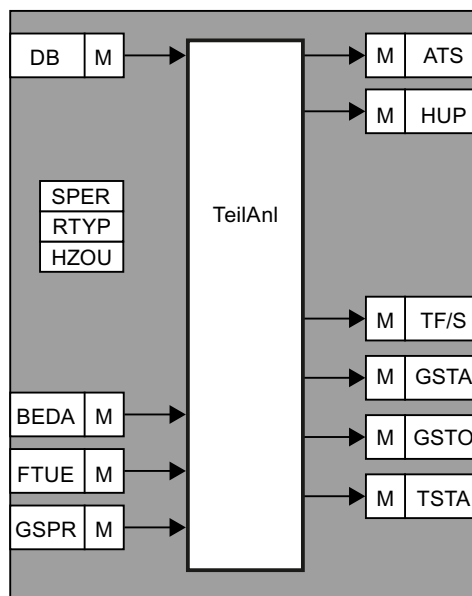 DB M
M ATS
M HUP
SPER
RTYP
HZOU
TeilAnl
M TF/S
M GSTA
BEDA M
M GSTO
FTUE M
M TSTA
GSPR M